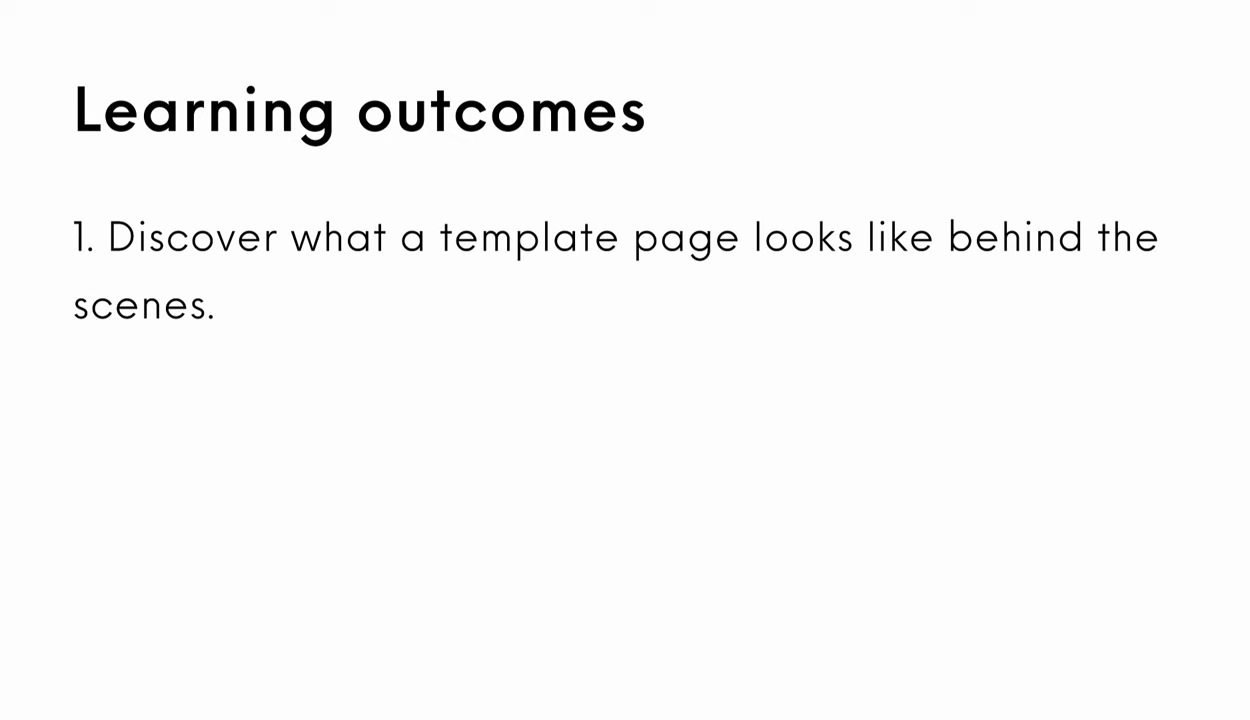 Learning outcomes
1. Discover what a template page looks like behind the
scenes.